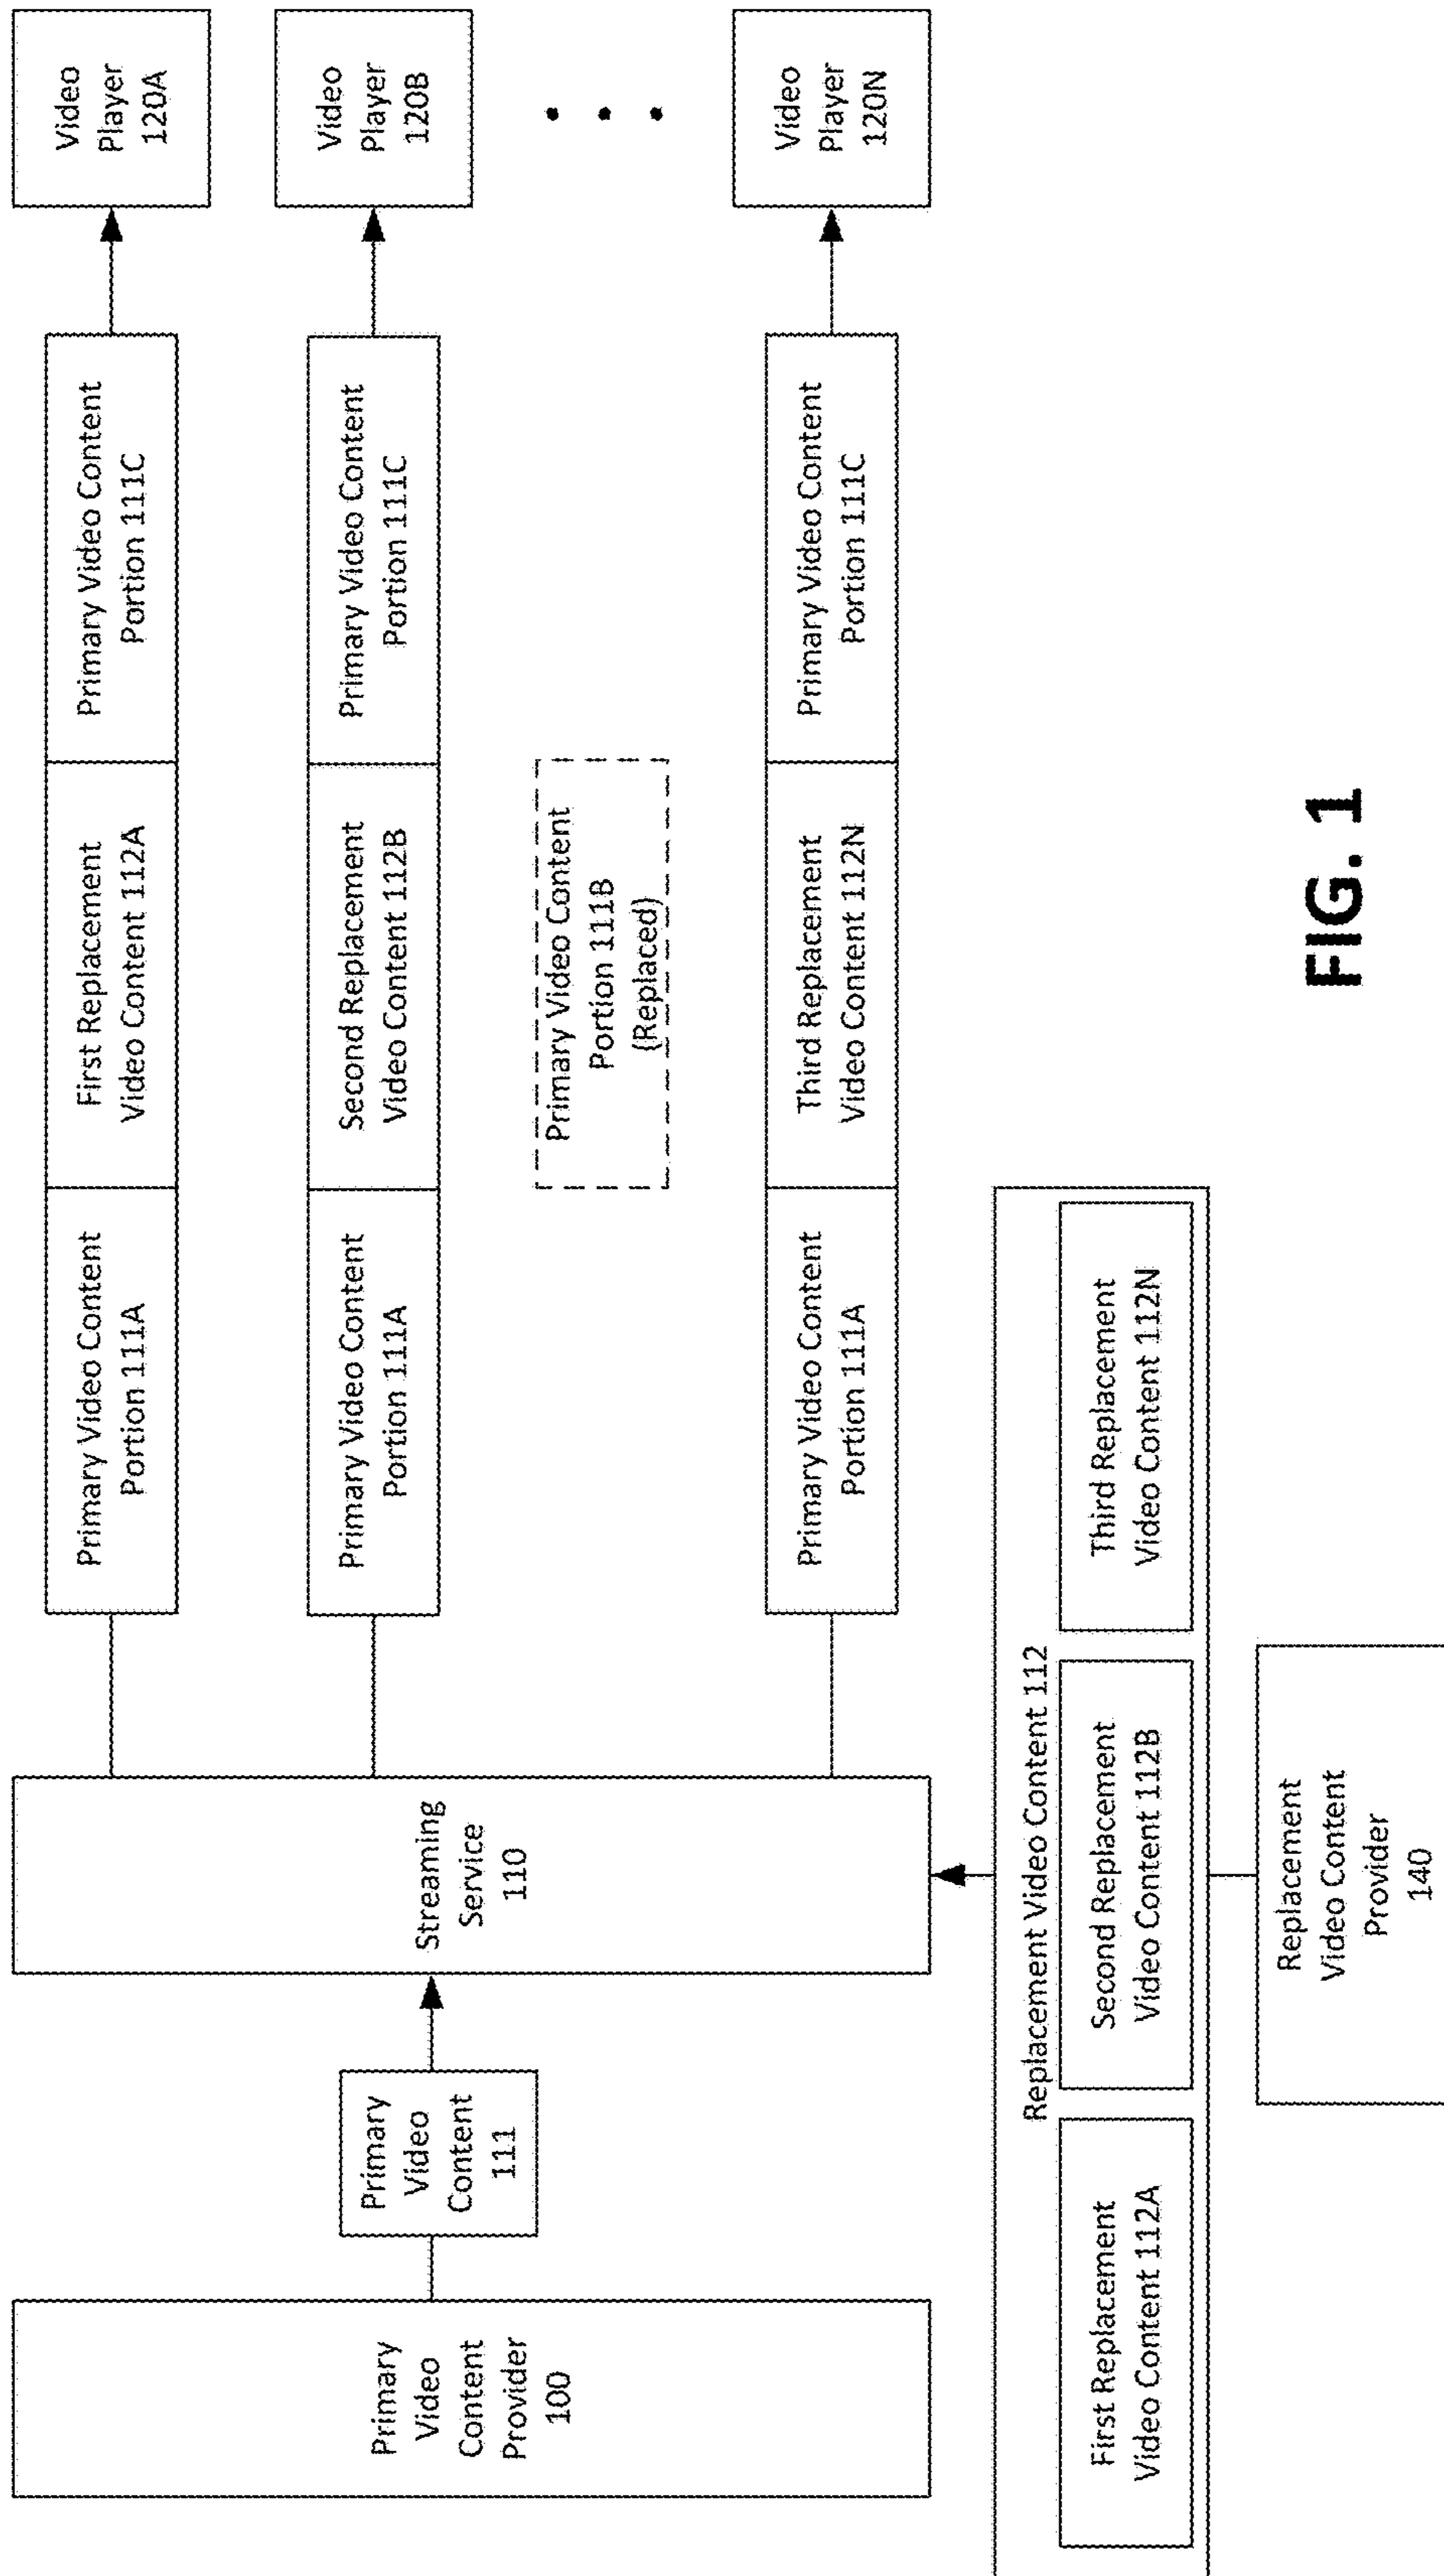 Primary
Video
Content
Provider
100
Primary
Video
Content
111
Streaming
Service
110
Primary Video Content
Portion 111A
First Replacement
Video Content 112A
Primary Video Content
Portion 111C
Video
Player
120A
Primary Video Content
Portion 111A
Second Replacement
Video Content 112B
Primary Video Content
Portion 111C
Video
Player
120B
Primary Video Content
Portion 111B
(Replaced)
Primary Video Content
Portion 111A
Third Replacement
Video Content 112N
Primary Video Content
Portion 111C
Video
Player
120N
Replacement Video Content 112
First Replacement
Video Content 112A
Second Replacement
Video Content 112B
Third Replacement
Video Content 112N
Replacement
Video Content
Provider
140
FIG. 1